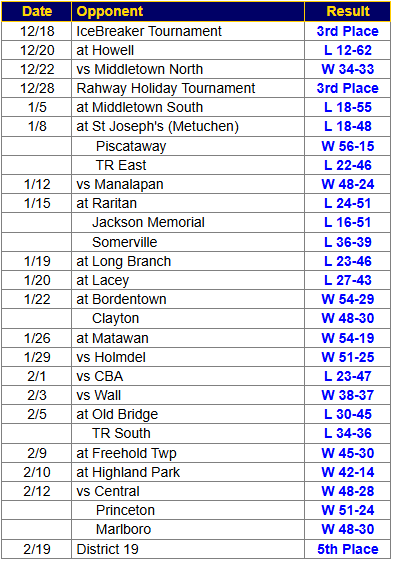 Date Opponent Result
12/18 IceBreaker Tournament 3rd Place
12/20 at Howell L 12-62
12/22 vs Middletown North W 34-33
12/28 Rahway Holiday Tournament 3rd Place
1/5 at Middletown South L 18-55
1/8 at St Joseph's (Metuchen) L 18-48
Piscataway W 56-15
TR East L 22-46
1/12 vs Manalapan W 48-24
1/15 at Raritan L 24-51
Jackson Memorial L 16-51
Somerville L 36-39
1/19 at Long Branch L 23-46
1/20 at Lacey L 27-43
1/22 at Bordentown W 54-29
Clayton W 48-30
1/26 at Matawan W 54-19
1/29 vs Holmdel W 51-25
2/1 vs CBA L 23-47
2/3 vs Wall W 38-37
2/5 at Old Bridge L 30-45
TR South L 34-36
2/9 at Freehold Twp W 45-30
2/10 at Highland Park W 42-14
2/12 vs Central W 48-28
Princeton W 51-24
Marlboro W 48-30
2/19 District 19 5th Place